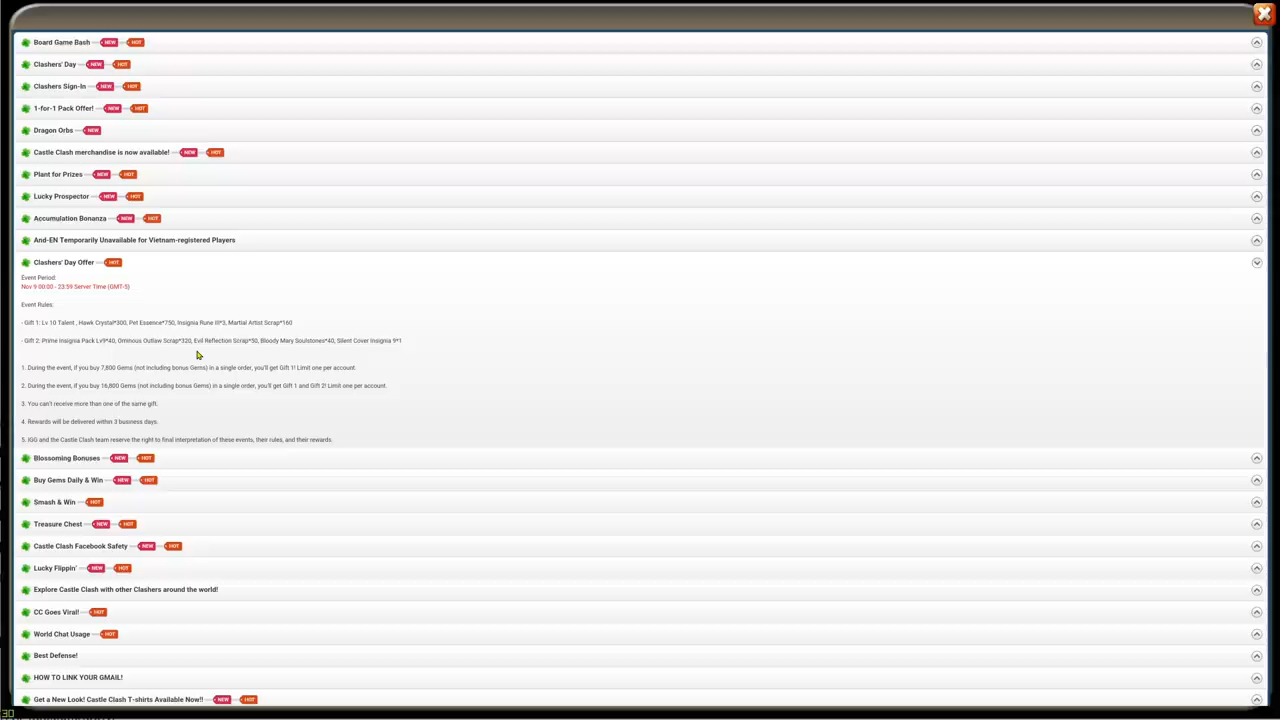 Board Game Bash NEW HOT
Clashers' Day NEW HOT
Clashers Sign-In NEW HOT
1-for-1 Pack Offer! NEW HOT
Dragon Orbs NEW
Castle Clash merchandise is now available! NEW HOT
Plant for Prizes NEW HOT
Lucky Prospector NEW HOT
Accumulation Bonanza NEW HOT
And-EN Temporarily Unavailable for Vietnam-registered Players
Clashers' Day Offer HOT
Event Period:
Nov 9 00:00 - 23:59 Server Time (GMT-5)
Event Rules:
- Gift 1: Lv 10 Talent , Hawk Crystal*300, Pet Essence*750, Insignia Rune III*3, Martial Artist Scrap*160
- Gift 2: Prime Insignia Pack Lv9*40, Ominous Outlaw Scrap*320, Evil Reflection Scrap*50, Bloody Mary Soulstones*40, Silent Cover Insignia 9*1
1. During the event, if you buy 7,800 Gems (not including bonus Gems) in a single order, you'll get Gift 1! Limit one per account.
2. During the event, if you buy 16,800 Gems (not including bonus Gems) in a single order, you'll get Gift 1 and Gift 2! Limit one per account.
3. You can't receive more than one of the same gift.
4. Rewards will be delivered within 3 business days.
5. IGG and the Castle Clash team reserve the right to final interpretation of these events, their rules, and their rewards.
Blossoming Bonuses NEW HOT
Buy Gems Daily & Win NEW HOT
Smash & Win HOT
Treasure Chest NEW HOT
Castle Clash Facebook Safety NEW HOT
Lucky Flippin' NEW HOT
Explore Castle Clash with other Clashers around the world!
CC Goes Viral! HOT
World Chat Usage HOT
Best Defense!
HOW TO LINK YOUR GMAIL!
Get a New Look! Castle Clash T-shirts Available Now!! NEW HOT
30